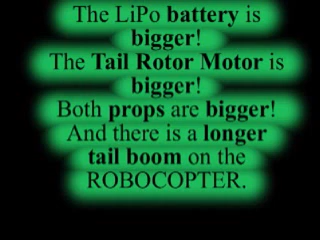 The LiPo battery is
bigger!
The Tail Rotor Motor is
bigger!
Both props are bigger!
And there is a longer
tail boom on the
ROBOCOPTER.